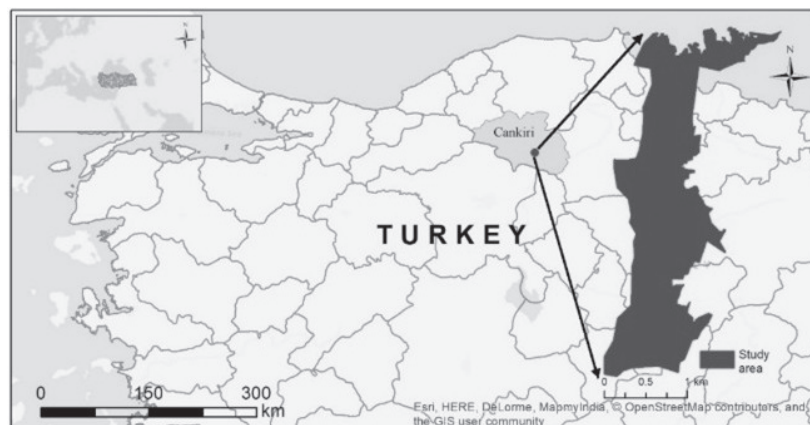 N
N
Cankiri
TURKEY
Study
area
0 0.5 1 km
0 150 300
km
Esri, HERE, DeLorme, MapmyIndia, © OpenStreetMap contributors, and
the GIS user community